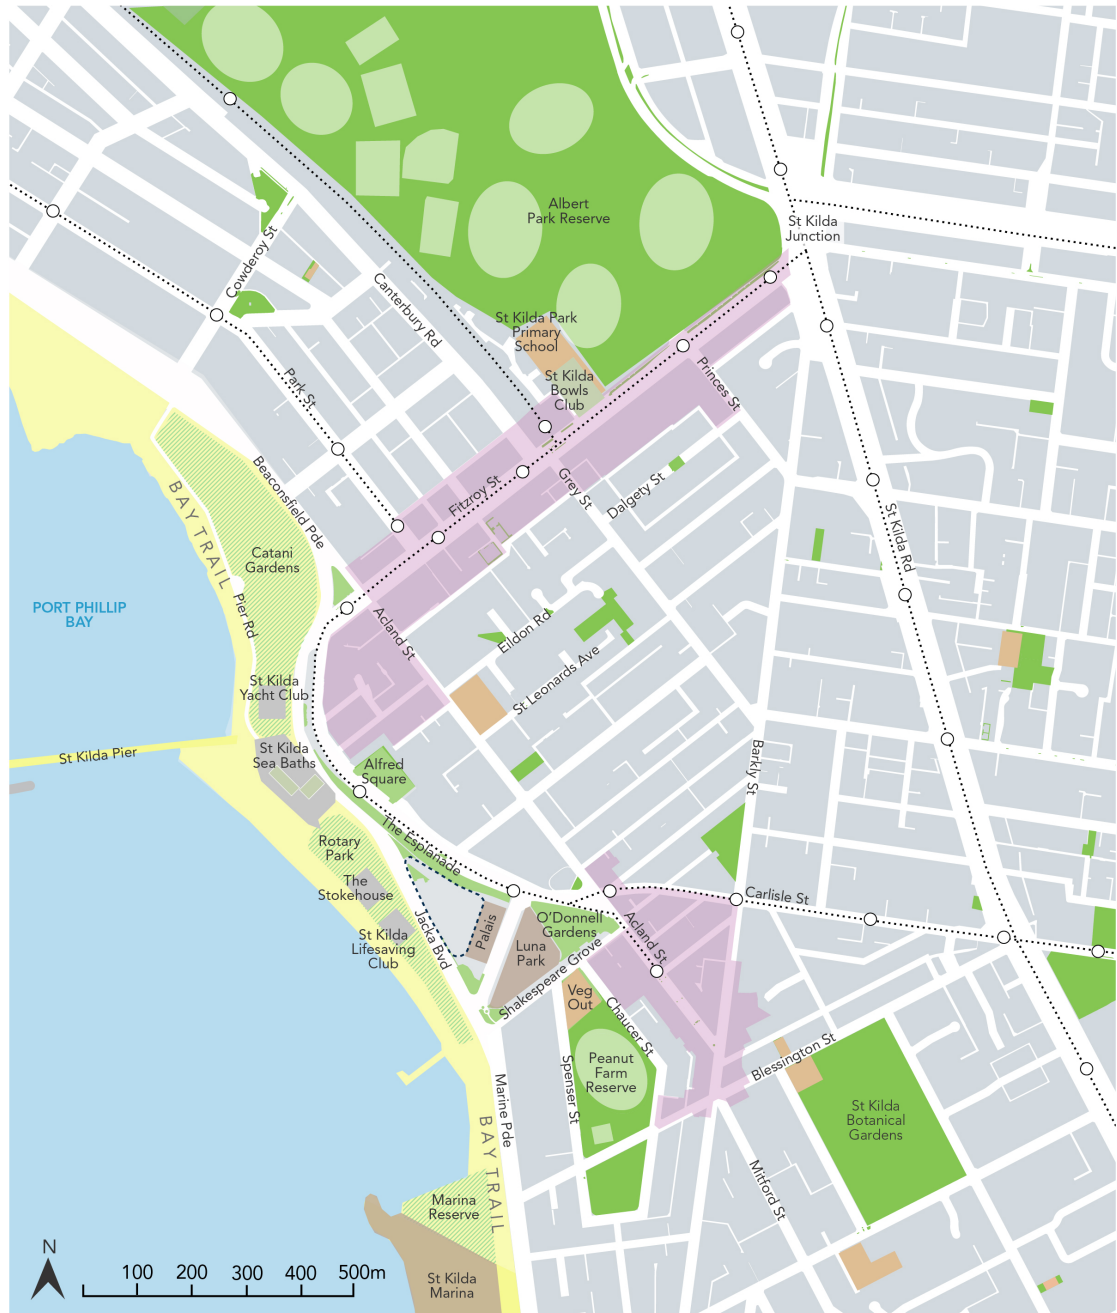 Albert
Park Reserve
St Kilda
Junction
Cowderoy St
Canterbury Rd
St Kilda Park
Primary
School
St Kilda
Bowls
Club
Princes St
Park St
Beaconsfield Pde
Fitzroy St
Grey St
Dalgety St
St Kilda Rd
BAY TRAIL
Catani
Gardens
PORT PHILLIP
BAY
Pier Rd
Acland St
Eildon Rd
St Leonards Ave
St Kilda
Yacht Club
St Kilda Pier
St Kilda
Sea Baths
Alfred
Square
Barkly St
The Esplanade
Rotary
Park
The
Stokehouse
Carlisle St
St Kilda
Lifesaving
Club
Jacka Bvd
Palais
O'Donnell
Gardens
Luna
Park
Acland St
Shakespeare Grove
Veg
Out
Chaucer St
Peanut
Farm
Reserve
Blessington St
Spenser St
Marine Pde
St Kilda
Botanical
Gardens
BAY TRAIL
Mitford St
Marina
Reserve
St Kilda
Marina
N
100 200 300 400 500m